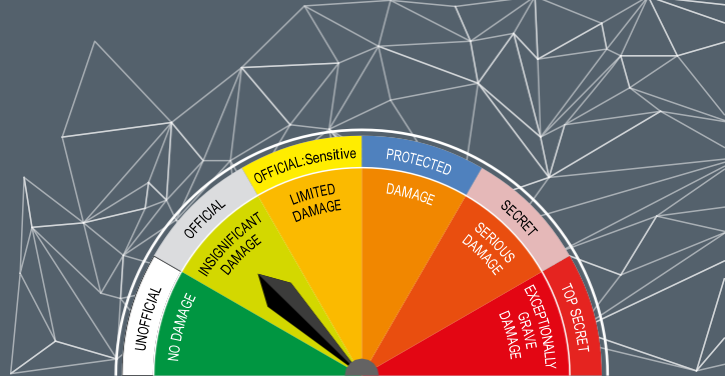 UNOFFICIAL
NO DAMAGE
OFFICIAL
INSIGNIFICANT
DAMAGE
OFFICIAL:Sensitive
LIMITED
DAMAGE
PROTECTED
DAMAGE
SECRET
SERIOUS
DAMAGE
TOP SECRET
EXCEPTIONALLY
GRAVE
DAMAGE